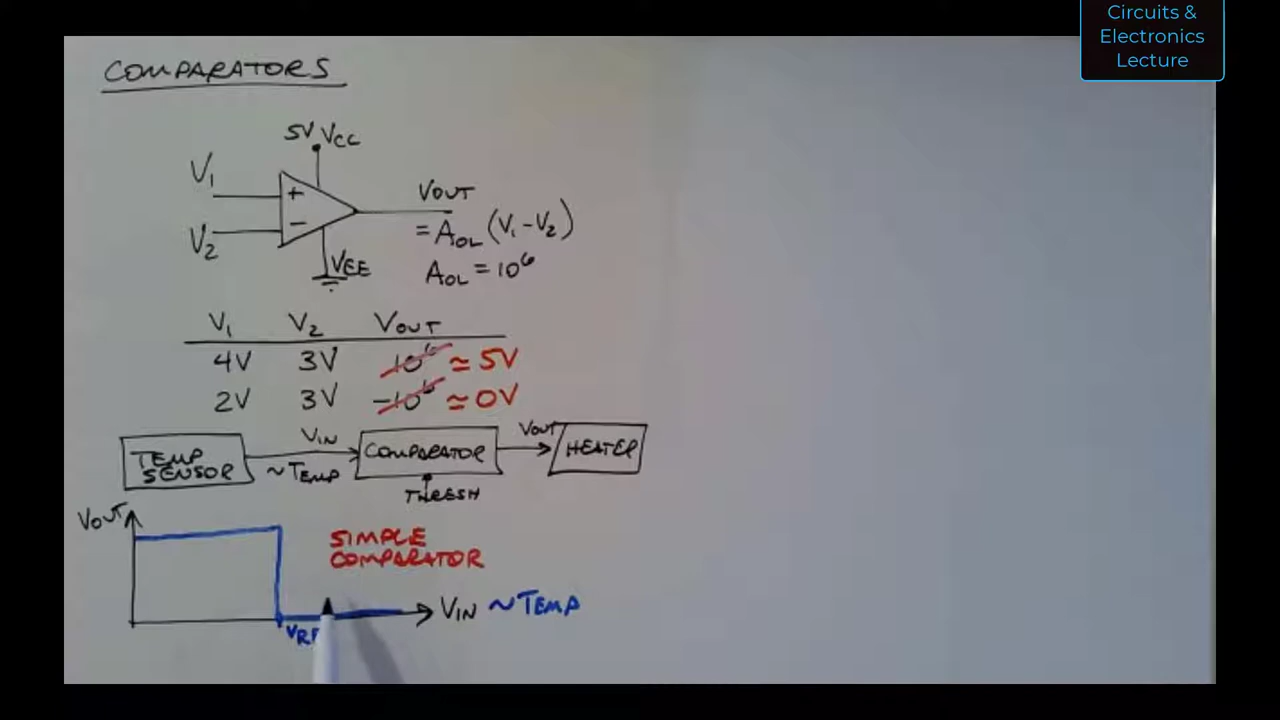 Circuits &
Electronics
Lecture
COMPARATORS
5V VCC
V1
+
VOUT
V2
−
= AOL (V1 - V2)
VEE
AOL = 10^6
V1 V2 VOUT
4V 3V 10^6 ≃ 5V
2V 3V -10^6 ≃ 0V
TEMP
SENSOR
VIN
~TEMP
COMPARATOR
THRESH
VOUT
HEATER
VOUT
SIMPLE
COMPARATOR
VIN ~TEMP